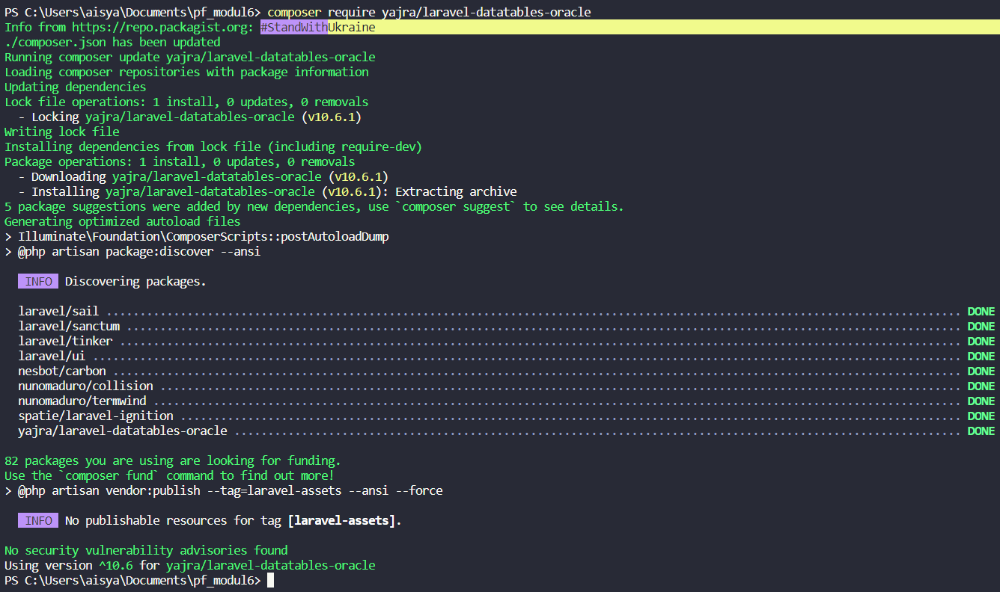 PS C:\Users\aisya\Documents\pf_modul6> composer require yajra/laravel-datatables-oracle
Info from https://repo.packagist.org: #StandWithUkraine
./composer.json has been updated
Running composer update yajra/laravel-datatables-oracle
Loading composer repositories with package information
Updating dependencies
Lock file operations: 1 install, 0 updates, 0 removals
  - Locking yajra/laravel-datatables-oracle (v10.6.1)
Writing lock file
Installing dependencies from lock file (including require-dev)
Package operations: 1 install, 0 updates, 0 removals
  - Downloading yajra/laravel-datatables-oracle (v10.6.1)
  - Installing yajra/laravel-datatables-oracle (v10.6.1): Extracting archive
5 package suggestions were added by new dependencies, use `composer suggest` to see details.
Generating optimized autoload files
> Illuminate\Foundation\ComposerScripts::postAutoloadDump
> @php artisan package:discover --ansi
INFO Discovering packages.
laravel/sail ........................................ DONE
laravel/sanctum ........................................ DONE
laravel/tinker ........................................ DONE
laravel/ui ........................................ DONE
nesbot/carbon ........................................ DONE
nunomaduro/collision ........................................ DONE
nunomaduro/termwind ........................................ DONE
spatie/laravel-ignition ........................................ DONE
yajra/laravel-datatables-oracle ........................................ DONE
82 packages you are using are looking for funding.
Use the `composer fund` command to find out more!
> @php artisan vendor:publish --tag=laravel-assets --ansi --force
INFO No publishable resources for tag [laravel-assets].
No security vulnerability advisories found
Using version ^10.6 for yajra/laravel-datatables-oracle
PS C:\Users\aisya\Documents\pf_modul6>